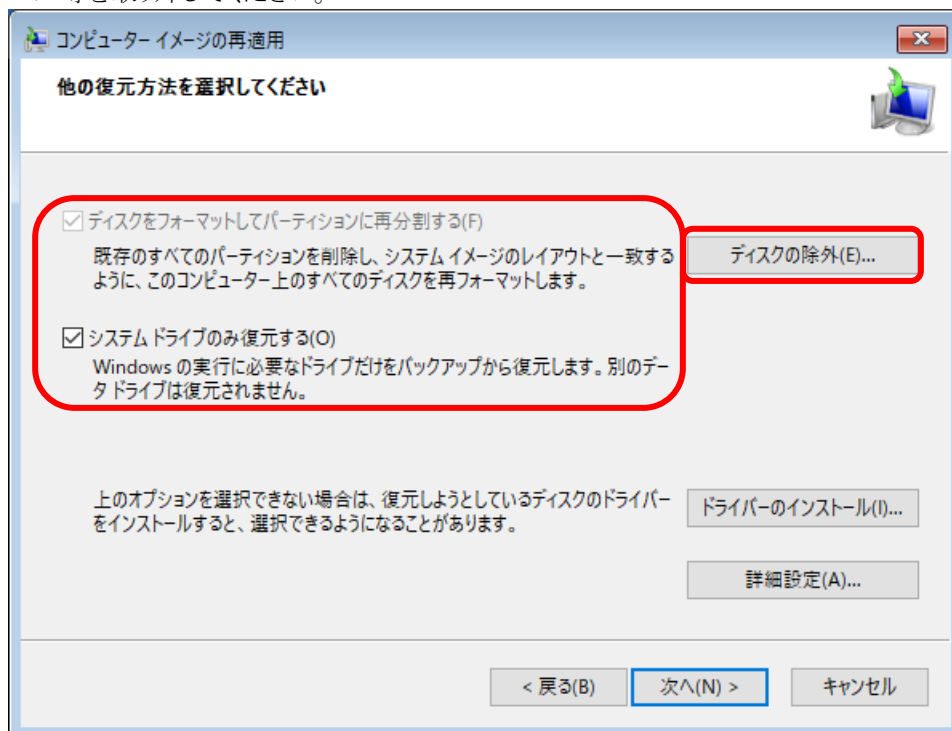 コンピューター イメージの再適用
他の復元方法を選択してください
ディスクをフォーマットしてパーティションに再分割する(F)
既存のすべてのパーティションを削除し、システム イメージのレイアウトと一致する
ように、このコンピューター上のすべてのディスクを再フォーマットします。
ディスクの除外(E)...
システム ドライブのみ復元する(O)
Windows の実行に必要なドライブだけをバックアップから復元します。別のデー
タ ドライブは復元されません。
上のオプションを選択できない場合は、復元しようとしているディスクのドライバー
をインストールすると、選択できるようになることがあります。
ドライバーのインストール(I)...
詳細設定(A)...
< 戻る(B)
次へ(N) >
キャンセル